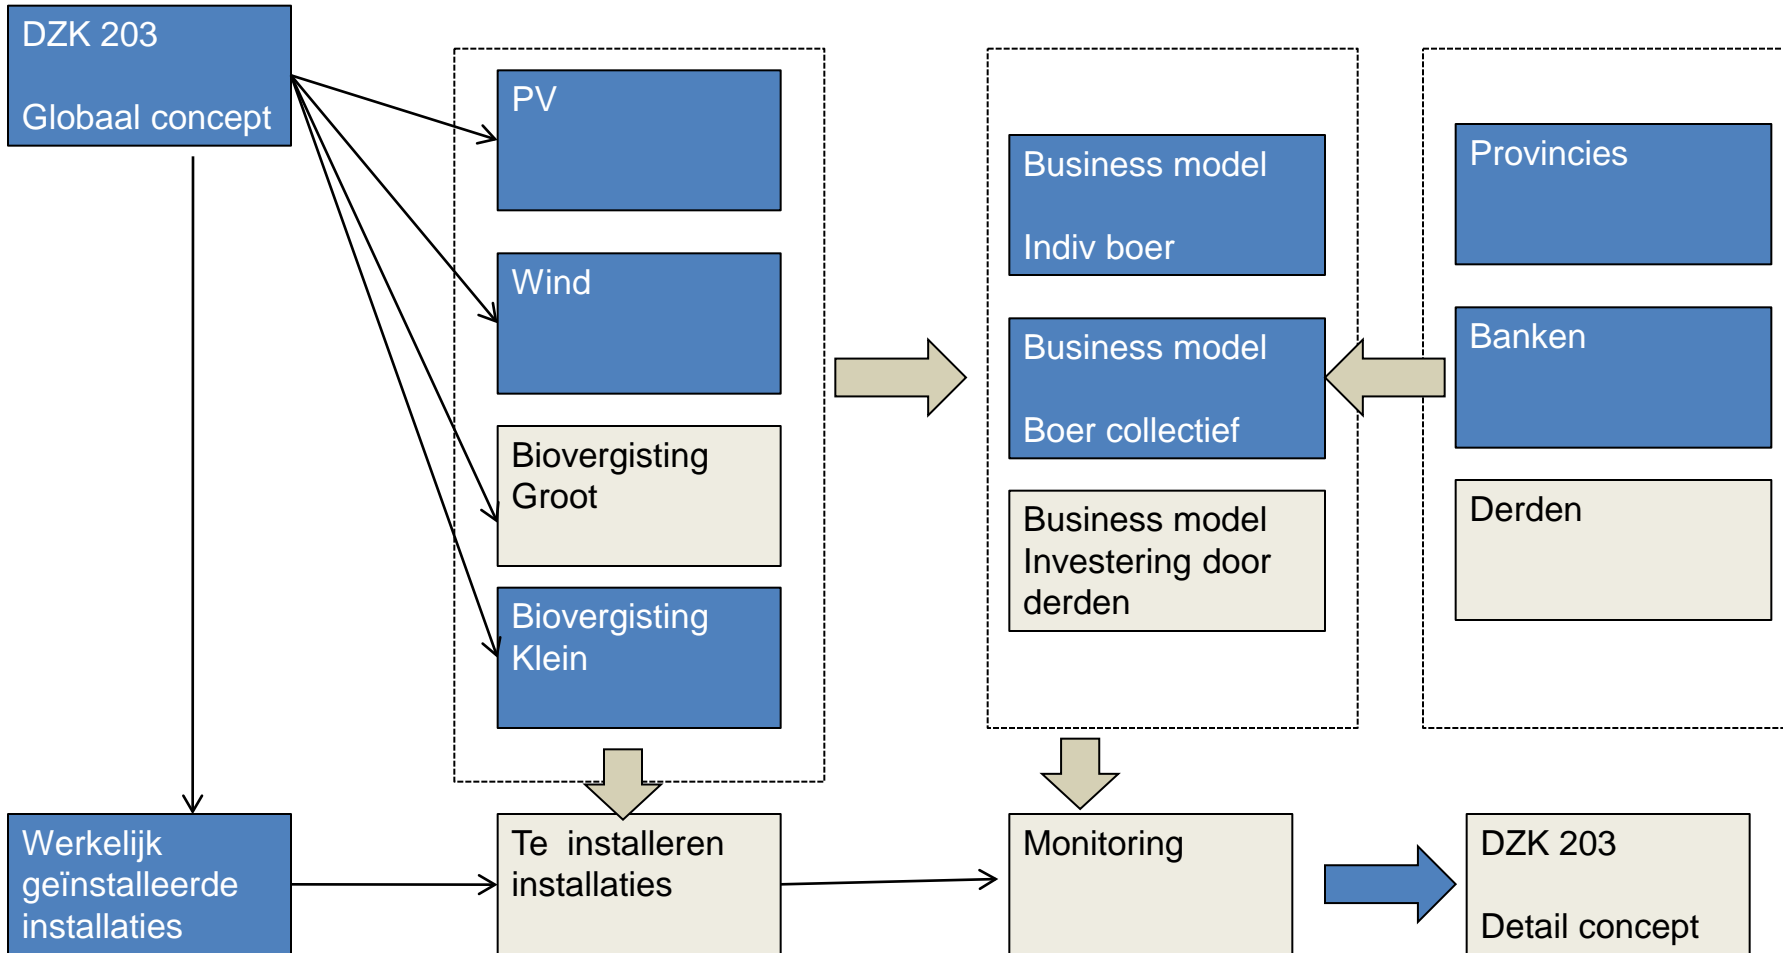 DZK 203
Globaal concept
PV
Wind
Biovergisting
Groot
Biovergisting
Klein
Business model
Indiv boer
Business model
Boer collectief
Business model
Investering door
derden
Provincies
Banken
Derden
Werkelijk
geïnstalleerde
installaties
Te installeren
installaties
Monitoring
DZK 203
Detail concept